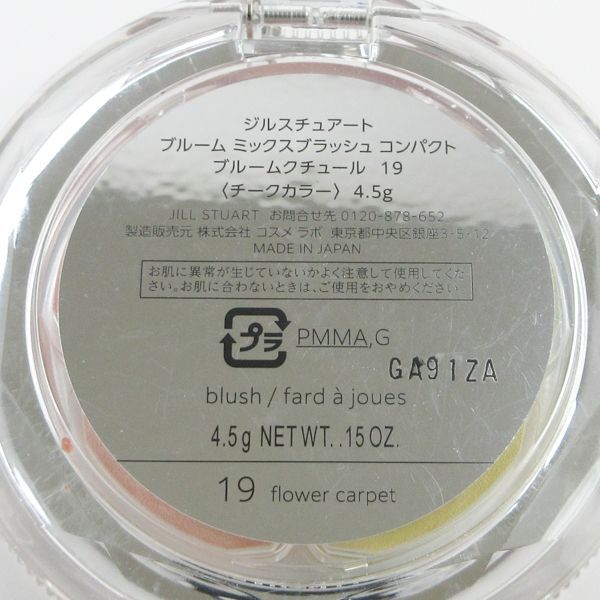 ジルスチュアート
ブルーム ミックスブラッシュ コンパクト
ブルームクチュール 19
〈チークカラー〉 4.5g
JILL STUART お問合せ先 0120-878-652
製造販売元 株式会社 コスメ ラボ 東京都中央区銀座3-5-12
MADE IN JAPAN
お肌に異常が生じていないかよく注意して使用してくだ
さい。お肌に合わないときは、ご使用をおやめください。
プラ PMMA,G
GA91ZA
blush / fard à joues
4.5g NET WT. .15 OZ.
19 flower carpet